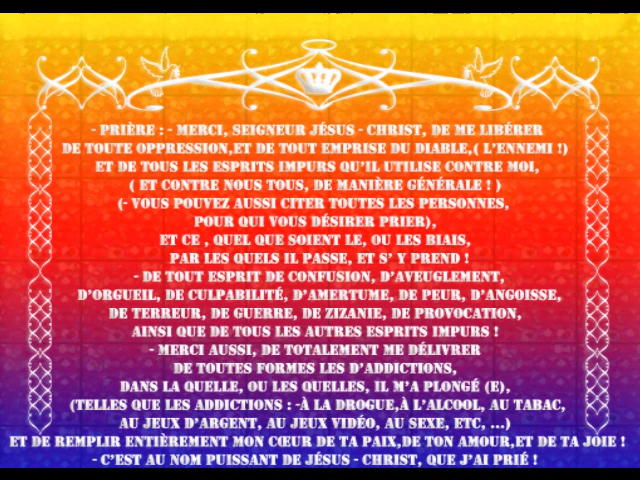 - PRIÈRE : - MERCI, SEIGNEUR JÉSUS - CHRIST, DE ME LIBÉRER
DE TOUTE OPPRESSION,ET DE TOUT EMPRISE DU DIABLE,( L'ENNEMI !)
ET DE TOUS LES ESPRITS IMPURS QU'IL UTILISE CONTRE MOI,
( ET CONTRE NOUS TOUS, DE MANIÈRE GÉNÉRALE ! )
(- VOUS POUVEZ AUSSI CITER TOUTES LES PERSONNES,
POUR QUI VOUS DÉSIRER PRIER),
ET CE , QUEL QUE SOIENT LE, OU LES BIAIS,
PAR LES QUELS IL PASSE, ET S' Y PREND !
- DE TOUT ESPRIT DE CONFUSION, D'AVEUGLEMENT,
D'ORGUEIL, DE CULPABILITÉ, D'AMERTUME, DE PEUR, D'ANGOISSE,
DE TERREUR, DE GUERRE, DE ZIZANIE, DE PROVOCATION,
AINSI QUE DE TOUS LES AUTRES ESPRITS IMPURS !
- MERCI AUSSI, DE TOTALEMENT ME DÉLIVRER
DE TOUTES FORMES LES D'ADDICTIONS,
DANS LA QUELLE, OU LES QUELLES, IL M'A PLONGÉ (E),
(TELLES QUE LES ADDICTIONS : -À LA DROGUE,À L'ALCOOL, AU TABAC,
AU JEUX D'ARGENT, AU JEUX VIDÉO, AU SEXE, ETC, ...)
ET DE REMPLIR ENTIÈREMENT MON CŒUR DE TA PAIX,DE TON AMOUR,ET DE TA JOIE !
- C'EST AU NOM PUISSANT DE JÉSUS - CHRIST, QUE J'AI PRIÉ !